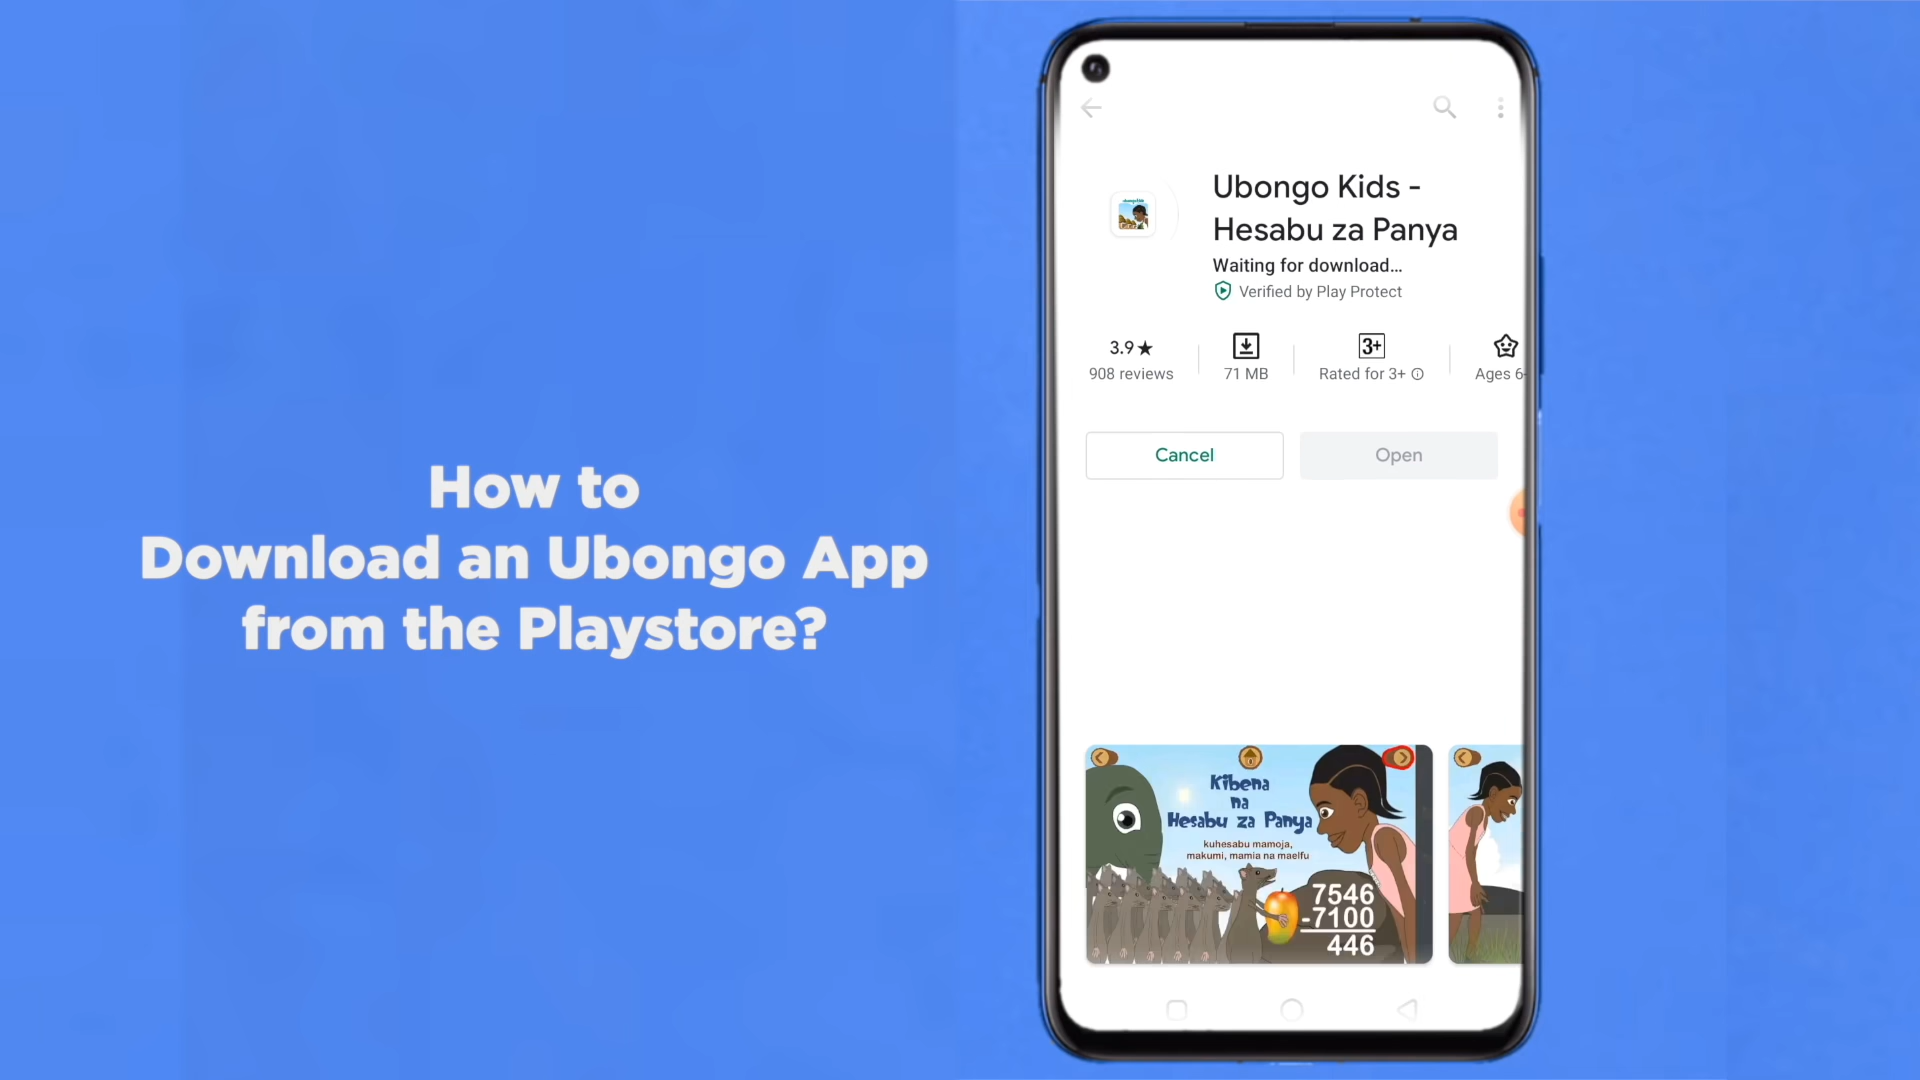 How to
Download an Ubongo App
from the Playstore?
Ubongo Kids -
Hesabu za Panya
Waiting for download...
Verified by Play Protect
3.9★
908 reviews
71 MB
3+
Rated for 3+
Ages 6
Cancel
Open
Kibena
na
Hesabu za Panya
kuhesabu mamoja,
makumi, mamia na maelfu
7546
-7100
446